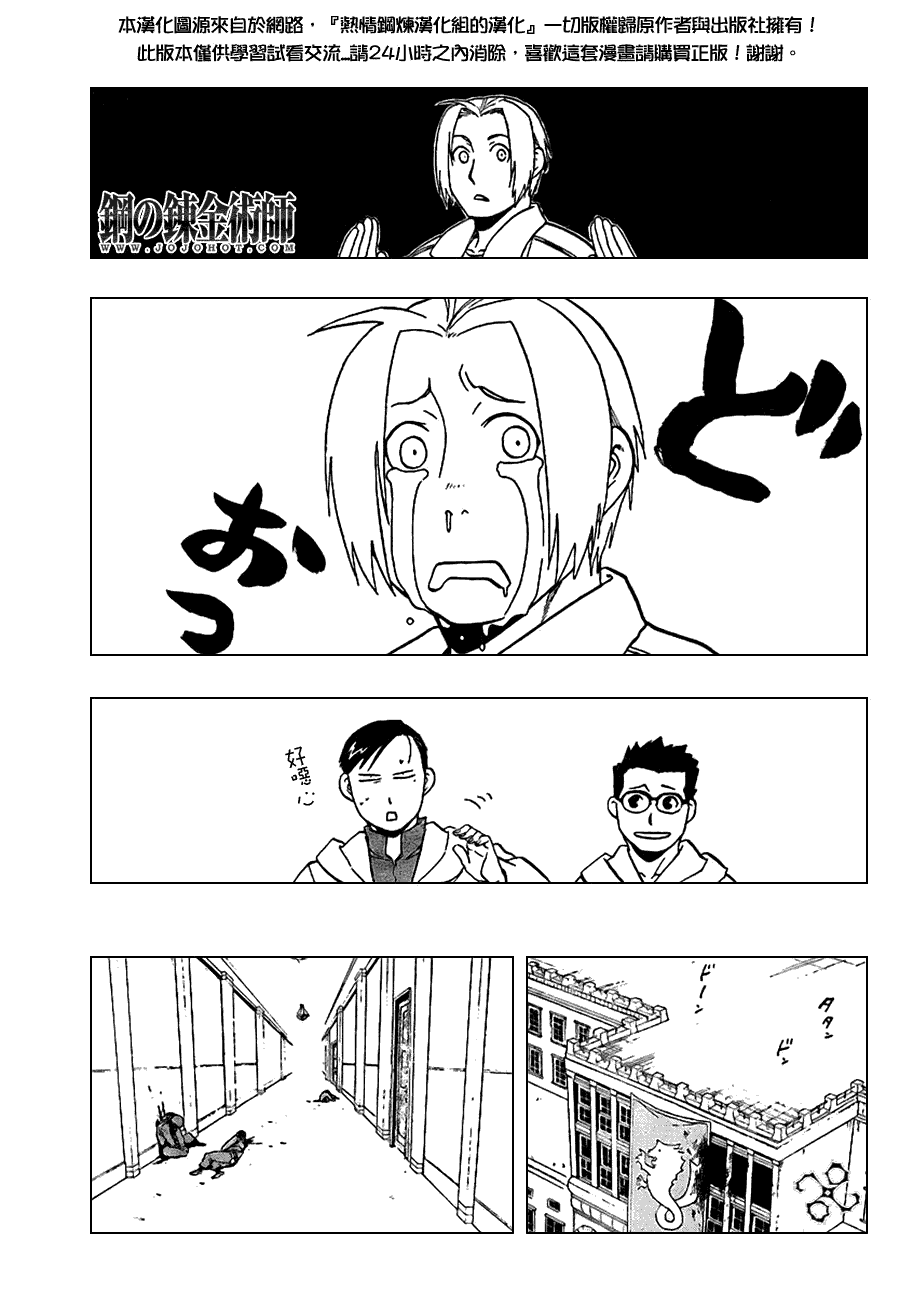 本漢化圖源來自於網路，『熱情鋼煉漢化組的漢化』一切版權歸原作者與出版社擁有！
此版本僅供學習試看交流...請24小時之內消除，喜歡這套漫畫請購買正版！謝謝。
鋼の錬金術師
WWW.JOJOHOT.COM
ど
おっ
好噁
ドーン
タタン
ドン